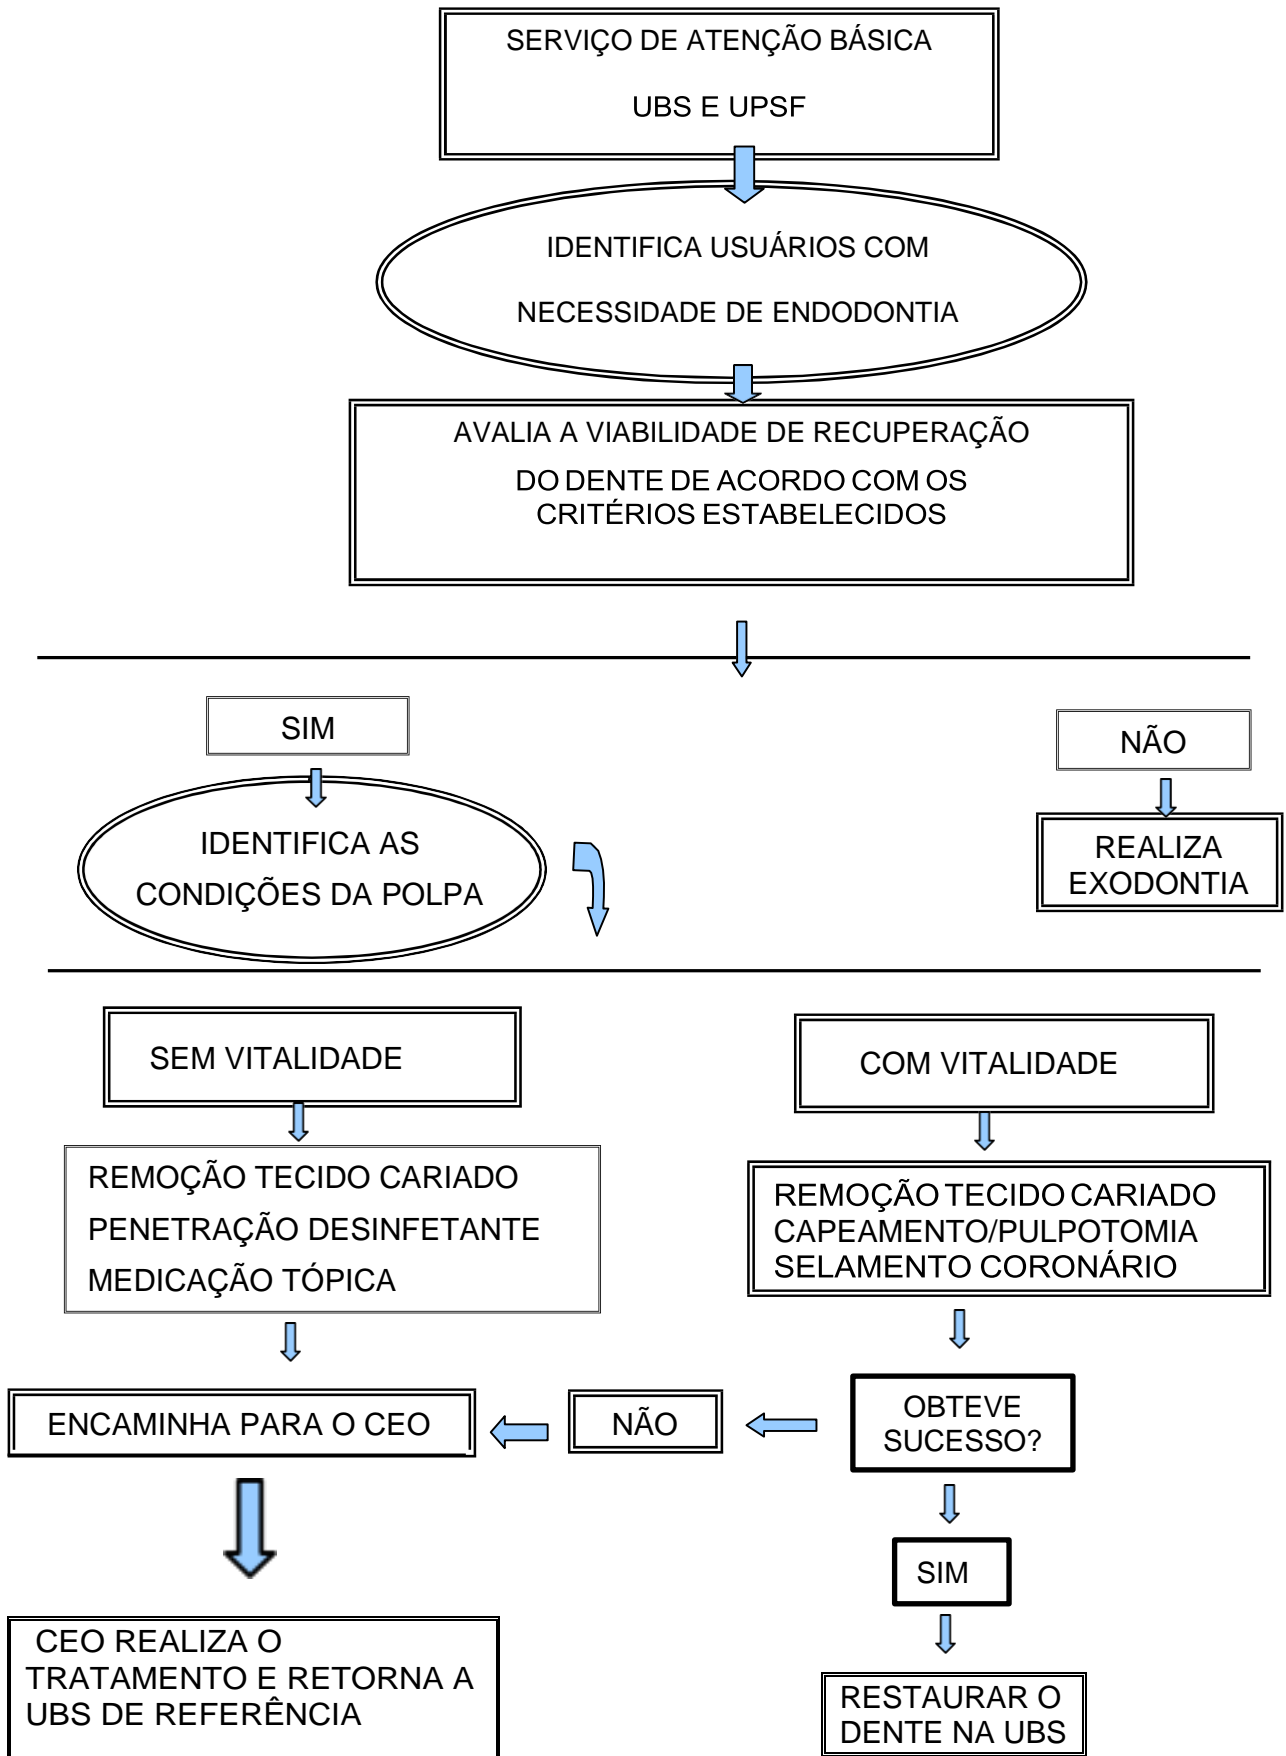 SERVIÇO DE ATENÇÃO BÁSICA
UBS E UPSF
IDENTIFICA USUÁRIOS COM
NECESSIDADE DE ENDODONTIA
AVALIA A VIABILIDADE DE RECUPERAÇÃO
DO DENTE DE ACORDO COM OS
CRITÉRIOS ESTABELECIDOS
SIM
NÃO
IDENTIFICA AS
CONDIÇÕES DA POLPA
REALIZA
EXODONTIA
SEM VITALIDADE
COM VITALIDADE
REMOÇÃO TECIDO CARIADO
PENETRAÇÃO DESINFETANTE
MEDICAÇÃO TÓPICA
REMOÇÃO TECIDO CARIADO
CAPEAMENTO/PULPOTOMIA
SELAMENTO CORONÁRIO
ENCAMINHA PARA O CEO
NÃO
OBTEVE
SUCESSO?
SIM
CEO REALIZA O
TRATAMENTO E RETORNA A
UBS DE REFERÊNCIA
RESTAURAR O
DENTE NA UBS